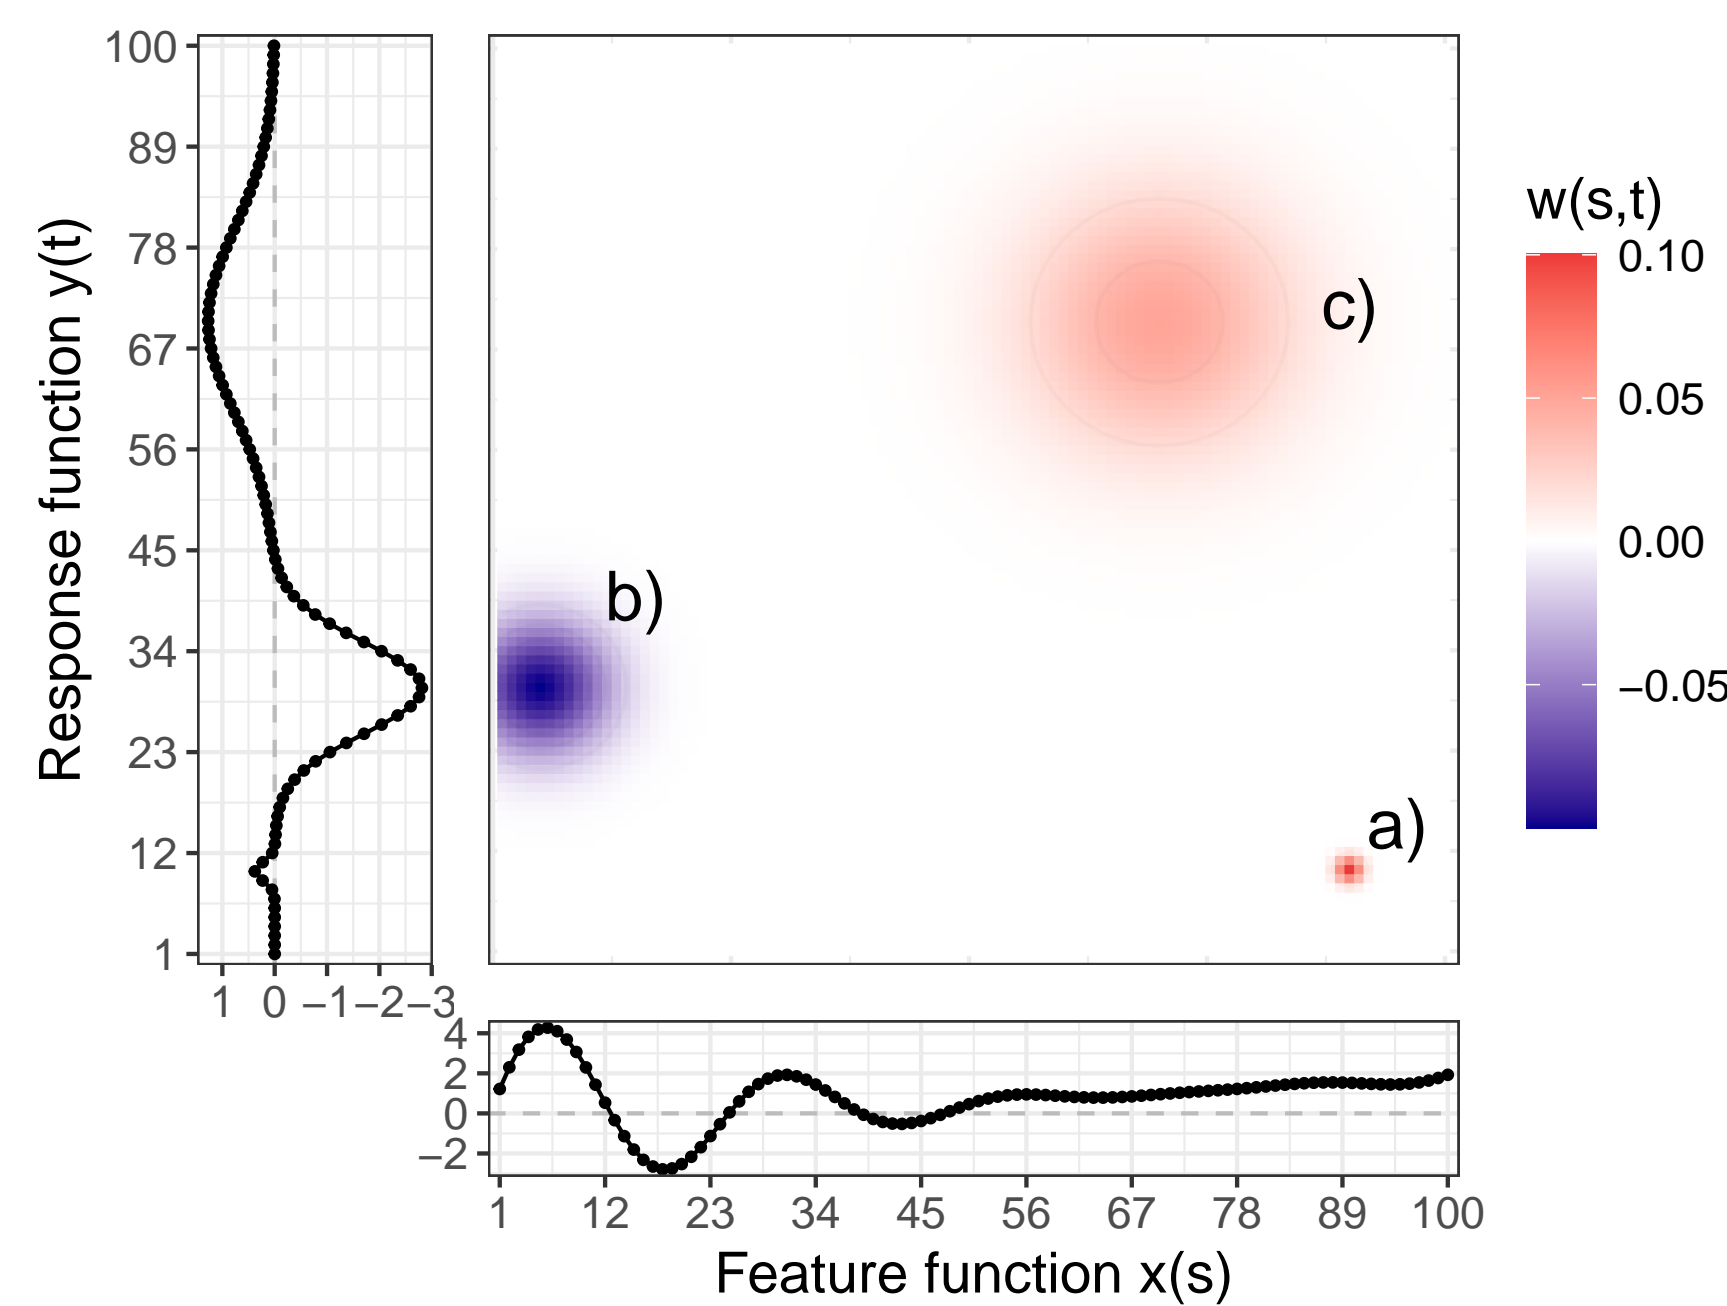 Response function y(t)
100
89
78
67
56
45
34
23
12
1
1 0 −1 −2 −3
c)
b)
a)
w(s,t)
0.10
0.05
0.00
−0.05
4
2
0
−2
1 12 23 34 45 56 67 78 89 100
Feature function x(s)